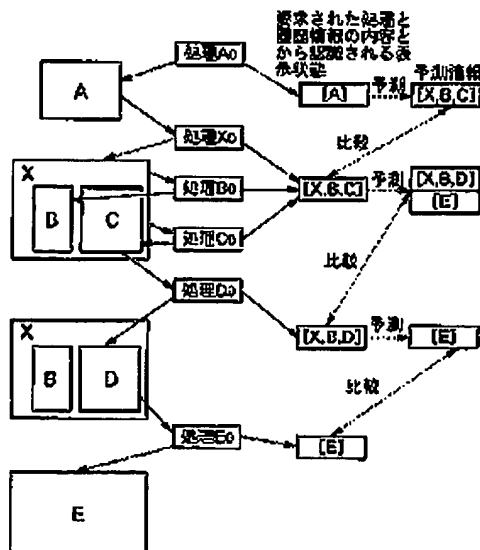 要求された処理と
履歴情報の内容と
から認識される表
示状態
予測情報
処理A0
A
[A]
予測
[X,B,C]
処理X0
比較
X
B
C
処理B0
[X,B,C]
予測
[X,B,D]
[E]
処理C0
比較
処理D0
X
B
D
[X,B,D]
予測
[E]
比較
処理E0
[E]
E